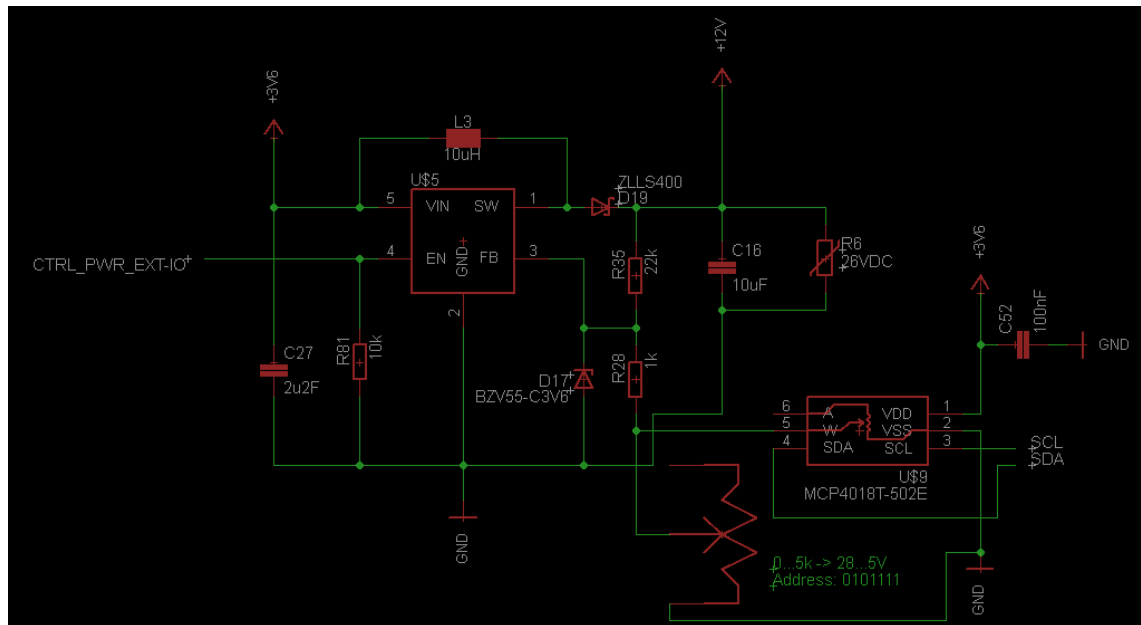 +12V
+3V6
L3
10uH
U$5
ZLLS400
D19
5
VIN
SW
1
4
EN
GND
FB
3
2
CTRL_PWR_EXT-IO
R35
22k
C16
10uF
R6
26VDC
+3V6
C52
100nF
GND
C27
2u2F
R81
10k
D17
BZV55-C3V6
R28
1k
6
A
VDD
1
5
W
VSS
2
4
SDA
SCL
3
SCL
SDA
U$9
MCP4018T-502E
GND
0...5k -> 28...5V
Address: 0101111
GND